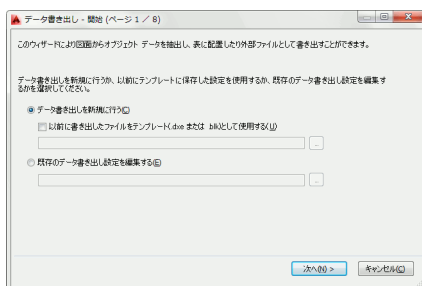 データ書き出し - 開始 (ページ 1 / 8)
このウィザードにより図面からオブジェクト データを抽出し、表に配置したり外部ファイルとして書き出すことができます。
データ書き出しを新規に行うか、以前にテンプレートに保存した設定を使用するか、既存のデータ書き出し設定を編集す
るかを選択してください。
データ書き出しを新規に行う(C)
以前に書き出したファイルをテンプレート(.dxe または .blk)として使用する(U)
...
既存のデータ書き出し設定を編集する(E)
...
次へ(N) >
キャンセル(C)